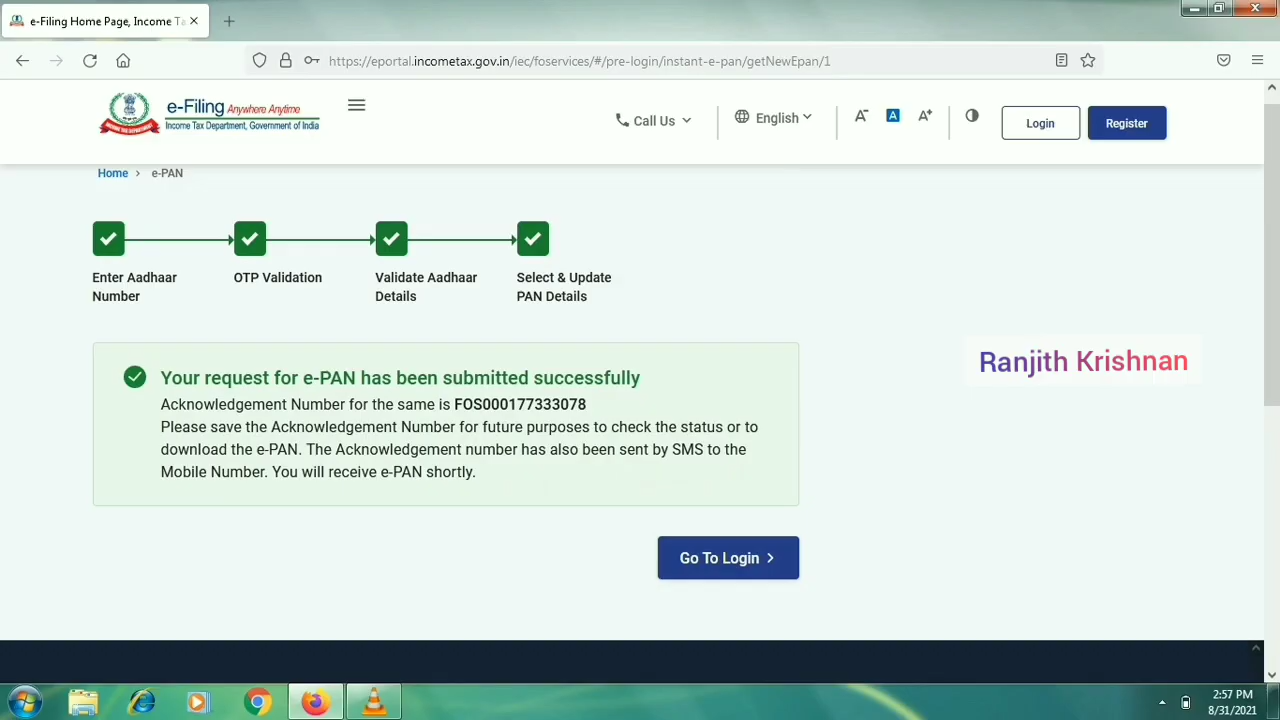 e-Filing Home Page, Income Ta
https://eportal.incometax.gov.in/iec/foservices/#/pre-login/instant-e-pan/getNewEpan/1
e-Filing Anywhere Anytime
Income Tax Department, Government of India
Call Us
English
A-
A
A+
Login
Register
Home > e-PAN
Enter Aadhaar
Number
OTP Validation
Validate Aadhaar
Details
Select & Update
PAN Details
Ranjith Krishnan
Your request for e-PAN has been submitted successfully
Acknowledgement Number for the same is FOS000177333078
Please save the Acknowledgement Number for future purposes to check the status or to
download the e-PAN. The Acknowledgement number has also been sent by SMS to the
Mobile Number. You will receive e-PAN shortly.
Go To Login >
2:57 PM
8/31/2021